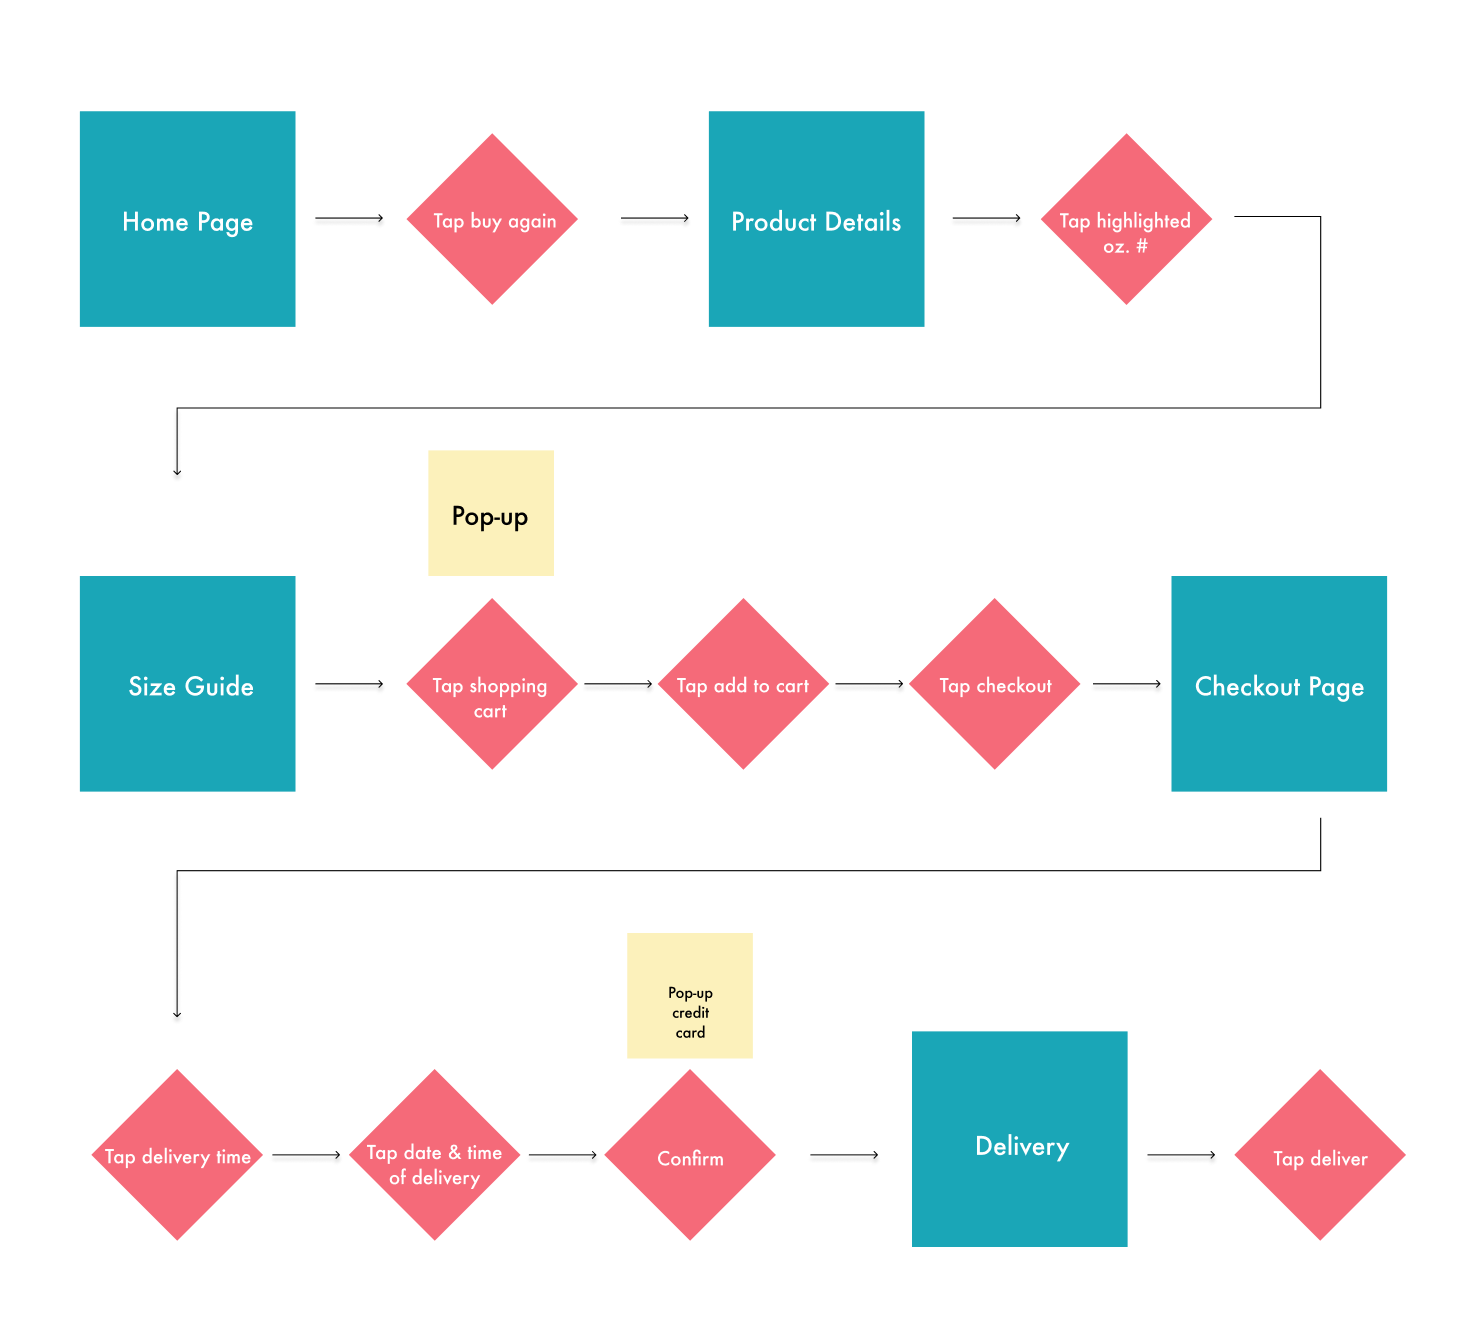 Home Page
Tap buy again
Product Details
Tap highlighted
oz. #
Pop-up
Size Guide
Tap shopping
cart
Tap add to cart
Tap checkout
Checkout Page
Pop-up
credit
card
Tap delivery time
Tap date & time
of delivery
Confirm
Delivery
Tap deliver